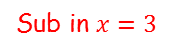 Sub in x = 3